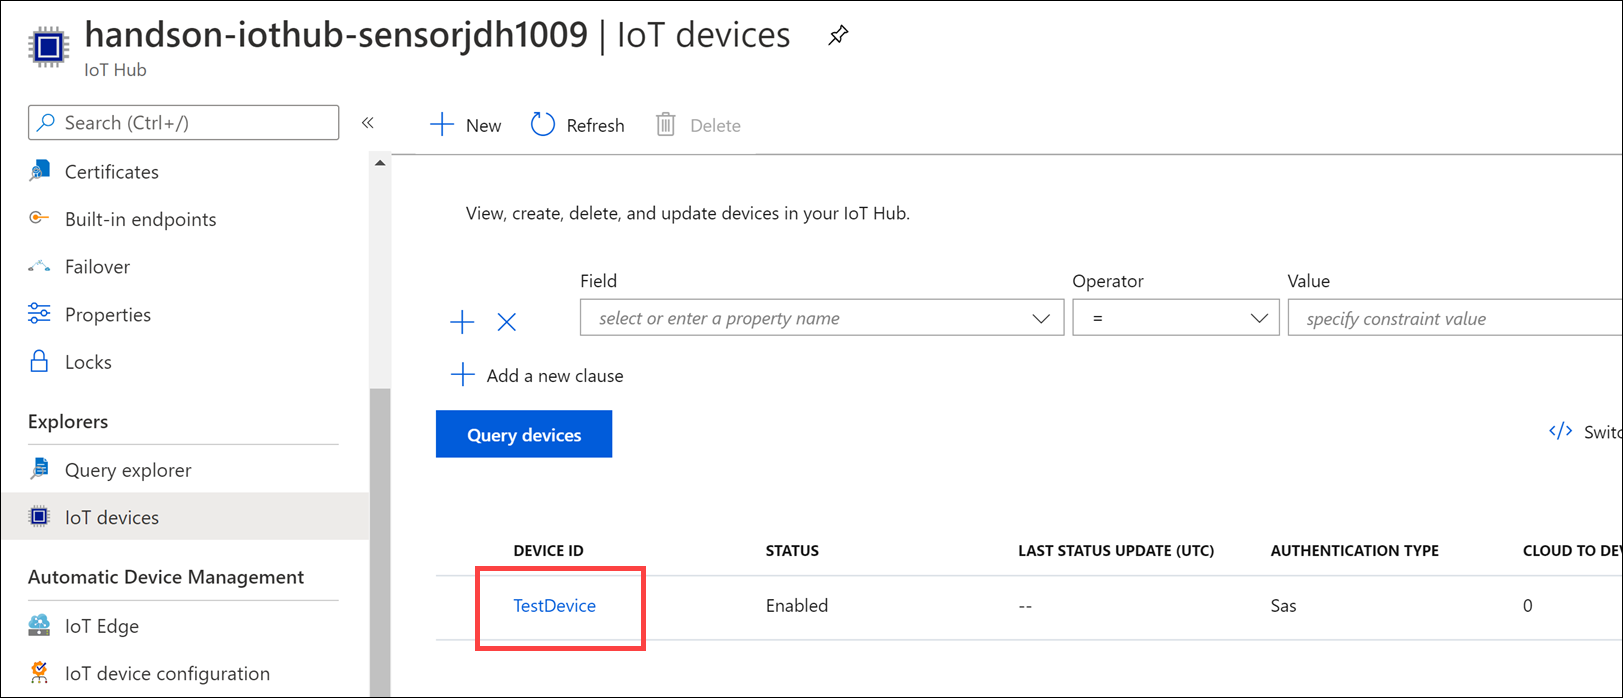 handson-iothub-sensorjdh1009 | IoT devices
IoT Hub
Search (Ctrl+/)
«
New
Refresh
Delete
Certificates
Built-in endpoints
Failover
Properties
Locks
Explorers
Query explorer
IoT devices
Automatic Device Management
IoT Edge
IoT device configuration
View, create, delete, and update devices in your IoT Hub.
Field
Operator
Value
select or enter a property name
=
specify constraint value
Add a new clause
Query devices
</> Switc
DEVICE ID
STATUS
LAST STATUS UPDATE (UTC)
AUTHENTICATION TYPE
CLOUD TO DEV
TestDevice
Enabled
--
Sas
0